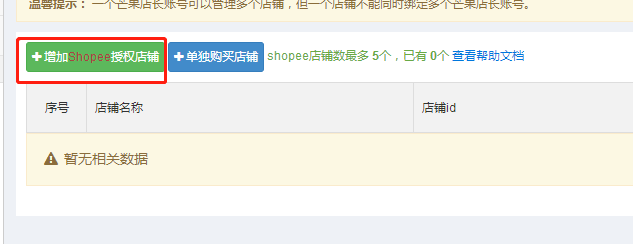 温馨提示： 一个芒果店长账号可以管理多个店铺，但一个店铺不能同时绑定多个芒果店长账号。
增加Shopee授权店铺 单独购买店铺 shopee店铺数最多 5个，已有 0个 查看帮助文档
序号 店铺名称 店铺id
暂无相关数据